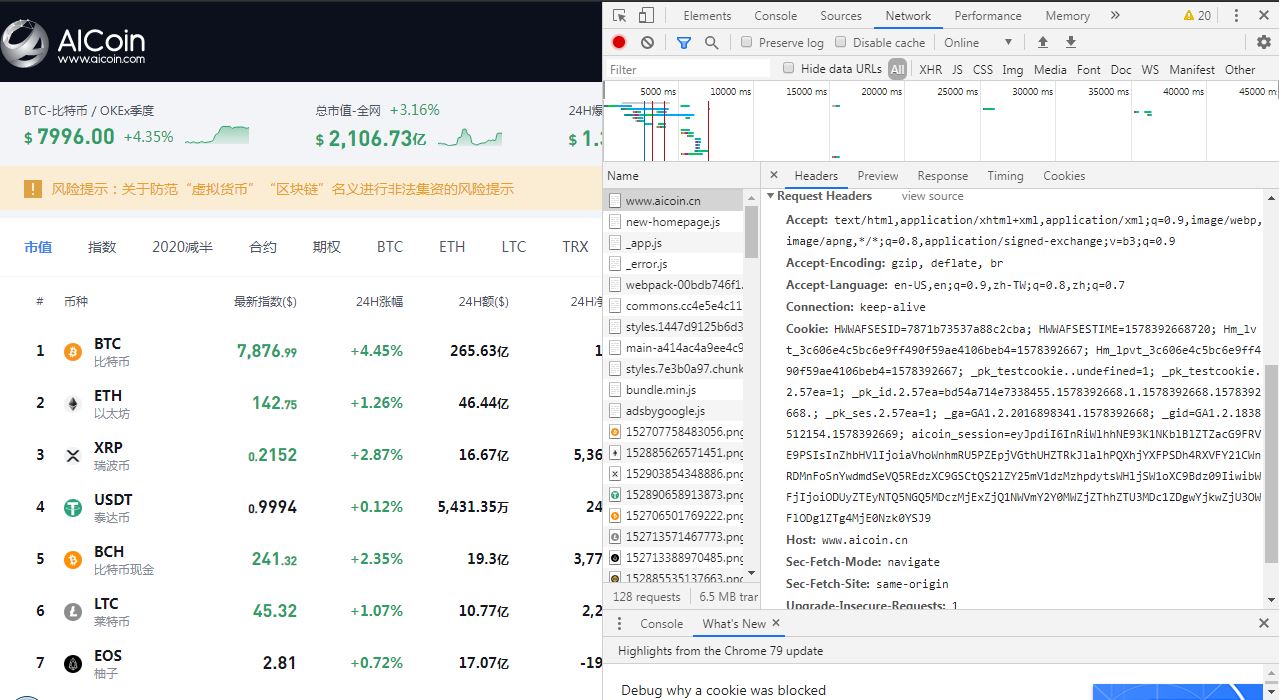 AICoin
www.aicoin.com
BTC-比特币 / OKEx季度
$ 7996.00 +4.35%
总市值-全网 +3.16%
$ 2,106.73亿
24H爆
$ 1.
风险提示：关于防范“虚拟货币” “区块链”名义进行非法集资的风险提示
市值 指数 2020减半 合约 期权 BTC ETH LTC TRX
# 币种 最新指数($) 24H涨幅 24H额($) 24H净
1 BTC 7,876.99 +4.45% 265.63亿 1
比特币
2 ETH 142.75 +1.26% 46.44亿
以太坊
3 XRP 0.2152 +2.87% 16.67亿 5,36
瑞波币
4 USDT 0.9994 +0.12% 5,431.35万 24
泰达币
5 BCH 241.32 +2.35% 19.3亿 3,77
比特币现金
6 LTC 45.32 +1.07% 10.77亿 2,2
莱特币
7 EOS 2.81 +0.72% 17.07亿 -19
柚子
Elements Console Sources Network Performance Memory » 20
Preserve log Disable cache Online
Filter Hide data URLs All XHR JS CSS Img Media Font Doc WS Manifest Other
5000 ms 10000 ms 15000 ms 20000 ms 25000 ms 30000 ms 35000 ms 40000 ms 45000 m
Name
www.aicoin.cn
new-homepage.js
_app.js
_error.js
webpack-00bdb746f1.
commons.cc4e5e4c11
styles.1447d9125b6d3
main-a414ac4a9ee4c9
styles.7e3b0a97.chunk
bundle.min.js
adsbygoogle.js
152707758483056.png
152885626571451.png
152903854348886.png
152890658913873.png
152706501769222.png
152713571467773.png
152713388970485.png
152885535137663.png
128 requests 6.5 MB tran
Headers Preview Response Timing Cookies
Request Headers view source
Accept: text/html,application/xhtml+xml,application/xml;q=0.9,image/webp,
image/apng,*/*;q=0.8,application/signed-exchange;v=b3;q=0.9
Accept-Encoding: gzip, deflate, br
Accept-Language: en-US,en;q=0.9,zh-TW;q=0.8,zh;q=0.7
Connection: keep-alive
Cookie: HWWAFSESID=7871b73537a88c2cba; HWWAFSESTIME=1578392668720; Hm_l
vt_3c606e4c5bc6e9ff490f59ae4106beb4=1578392667; Hm_lpvt_3c606e4c5bc6e9ff4
90f59ae4106beb4=1578392667; _pk_testcookie..undefined=1; _pk_testcookie.
2.57ea=1; _pk_id.2.57ea=bd54a714e7338455.1578392668.1.1578392668.1578392
668.; _pk_ses.2.57ea=1; _ga=GA1.2.2016898341.1578392668; _gid=GA1.2.1838
512154.1578392669;
Host: www.aicoin.cn
Sec-Fetch-Mode: navigate
Sec-Fetch-Site: same-origin
Upgrade-Insecure-Requests: 1
Console What's New
Highlights from the Chrome 79 update
Debug why a cookie was blocked